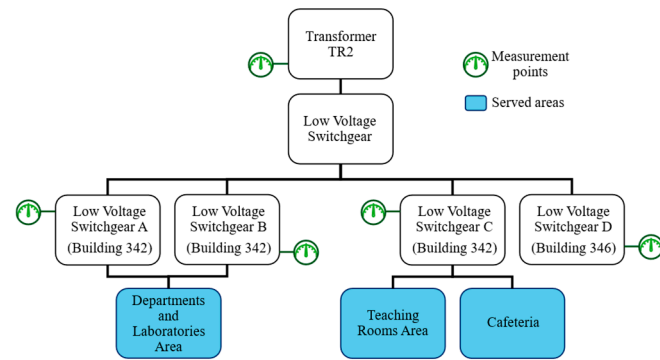 Transformer
TR2
Measurement
points
Served areas
Low Voltage
Switchgear
Low Voltage
Switchgear A
(Building 342)
Low Voltage
Switchgear B
(Building 342)
Low Voltage
Switchgear C
(Building 342)
Low Voltage
Switchgear D
(Building 346)
Departments
and
Laboratories
Area
Teaching
Rooms Area
Cafeteria